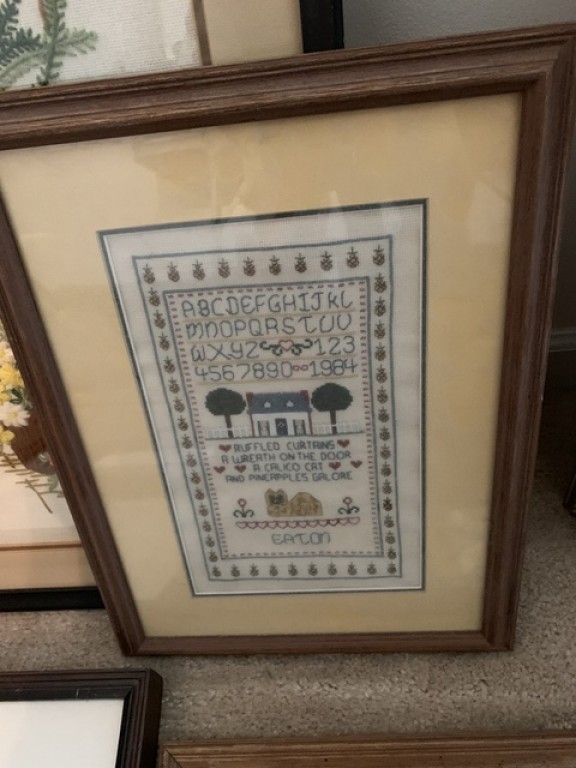 ABCDEFGHIJKL
MNOPQRSTUV
WXYZ 123
4567890 1984
RUFFLED CURTAINS
A WREATH ON THE DOOR
A CALICO CAT
AND PINEAPPLES GALORE
EATON